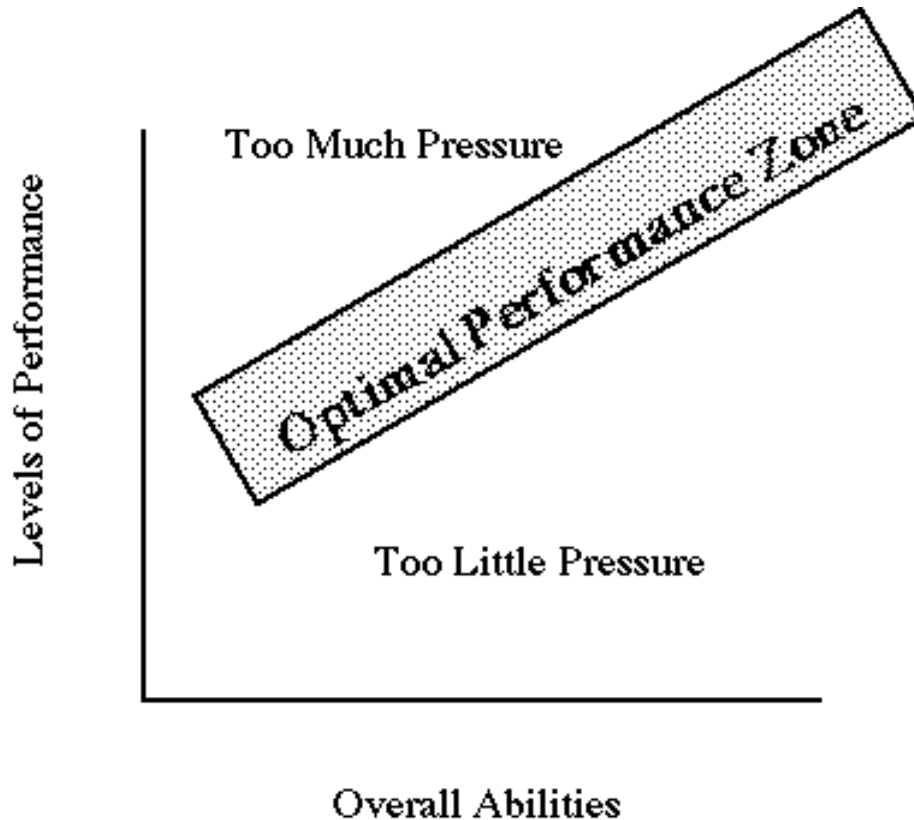 Too Much Pressure
Optimal Performance Zone
Levels of Performance
Too Little Pressure
Overall Abilities